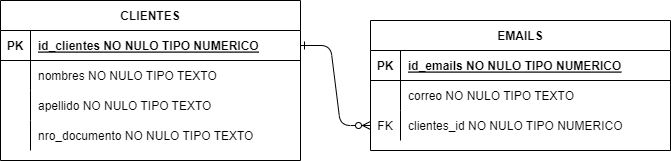 CLIENTES
PK id_clientes NO NULO TIPO NUMERICO
nombres NO NULO TIPO TEXTO
apellido NO NULO TIPO TEXTO
nro_documento NO NULO TIPO TEXTO
EMAILS
PK id_emails NO NULO TIPO NUMERICO
correo NO NULO TIPO TEXTO
FK clientes_id NO NULO TIPO NUMERICO